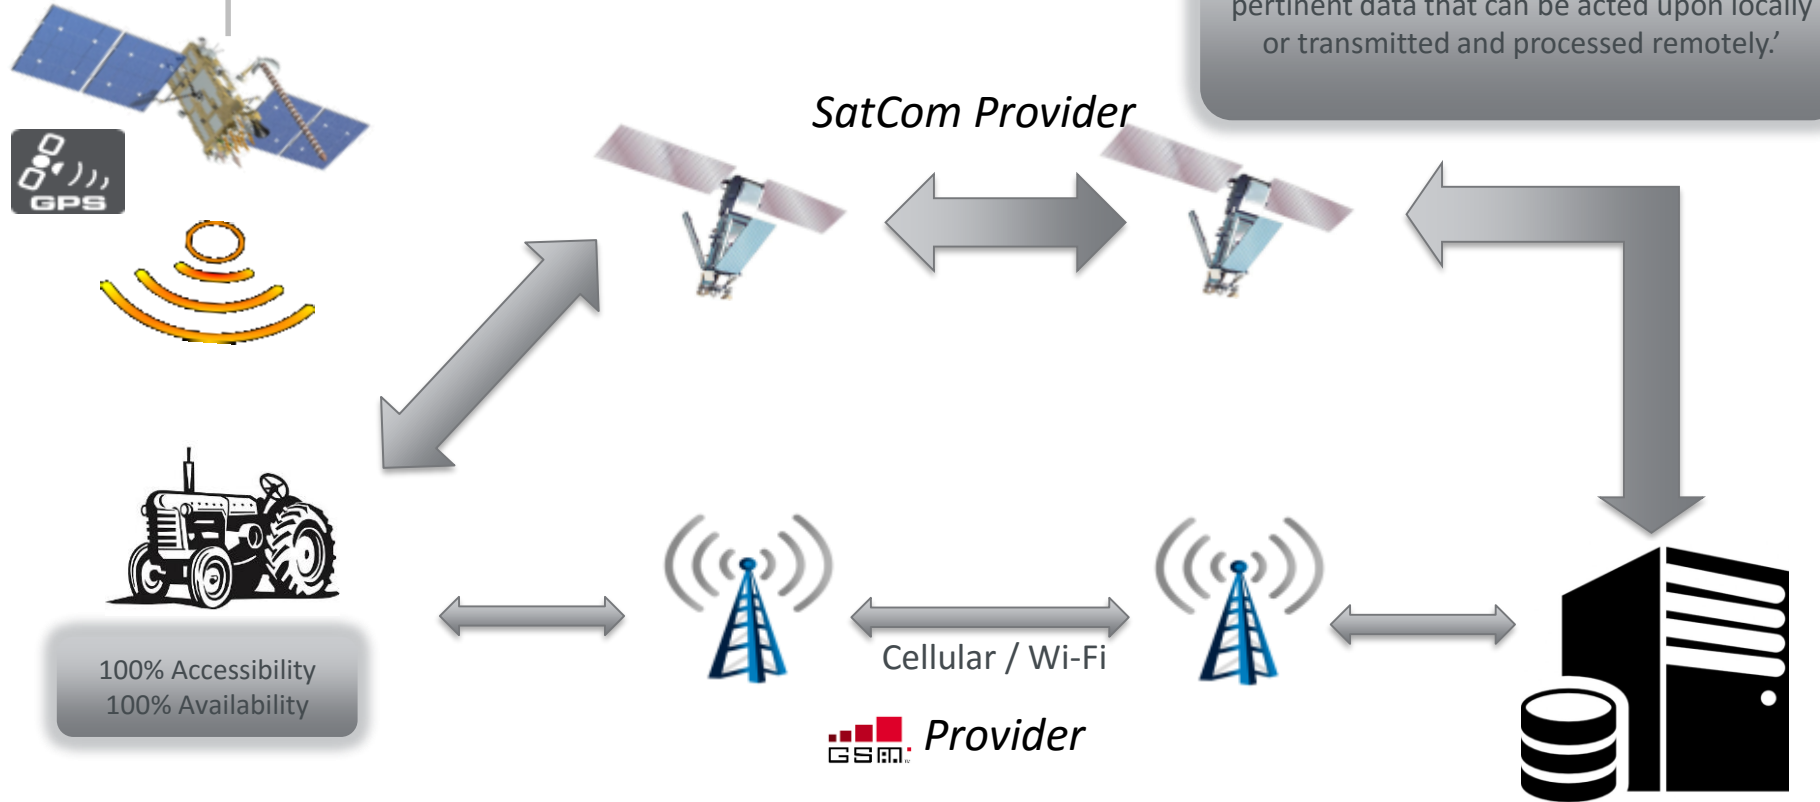 pertinent data that can be acted upon locally
or transmitted and processed remotely.’
SatCom Provider
GPS
100% Accessibility
100% Availability
Cellular / Wi-Fi
GSM Provider